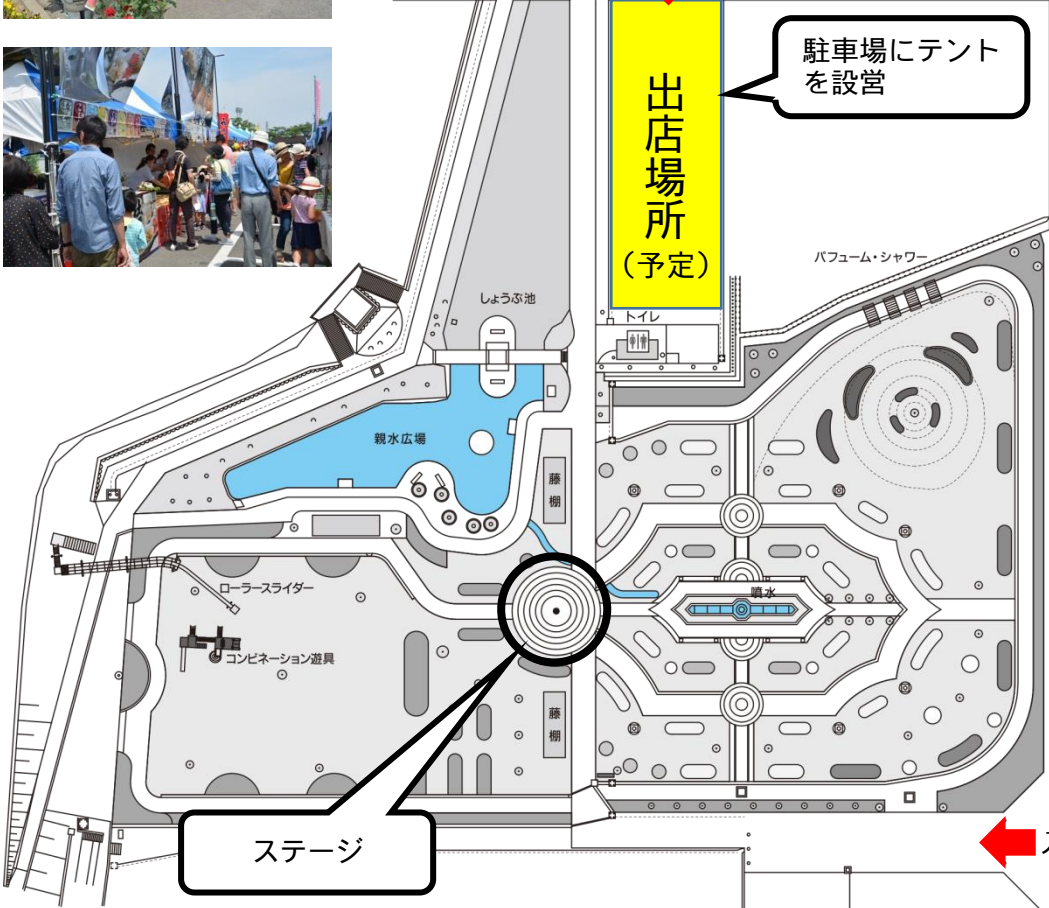 駐車場にテント
を設営
出店場所
（予定）
パフューム・シャワー
しょうぶ池
トイレ
親水広場
藤棚
ローラースライダー
噴水
コンビネーション遊具
藤棚
ステージ